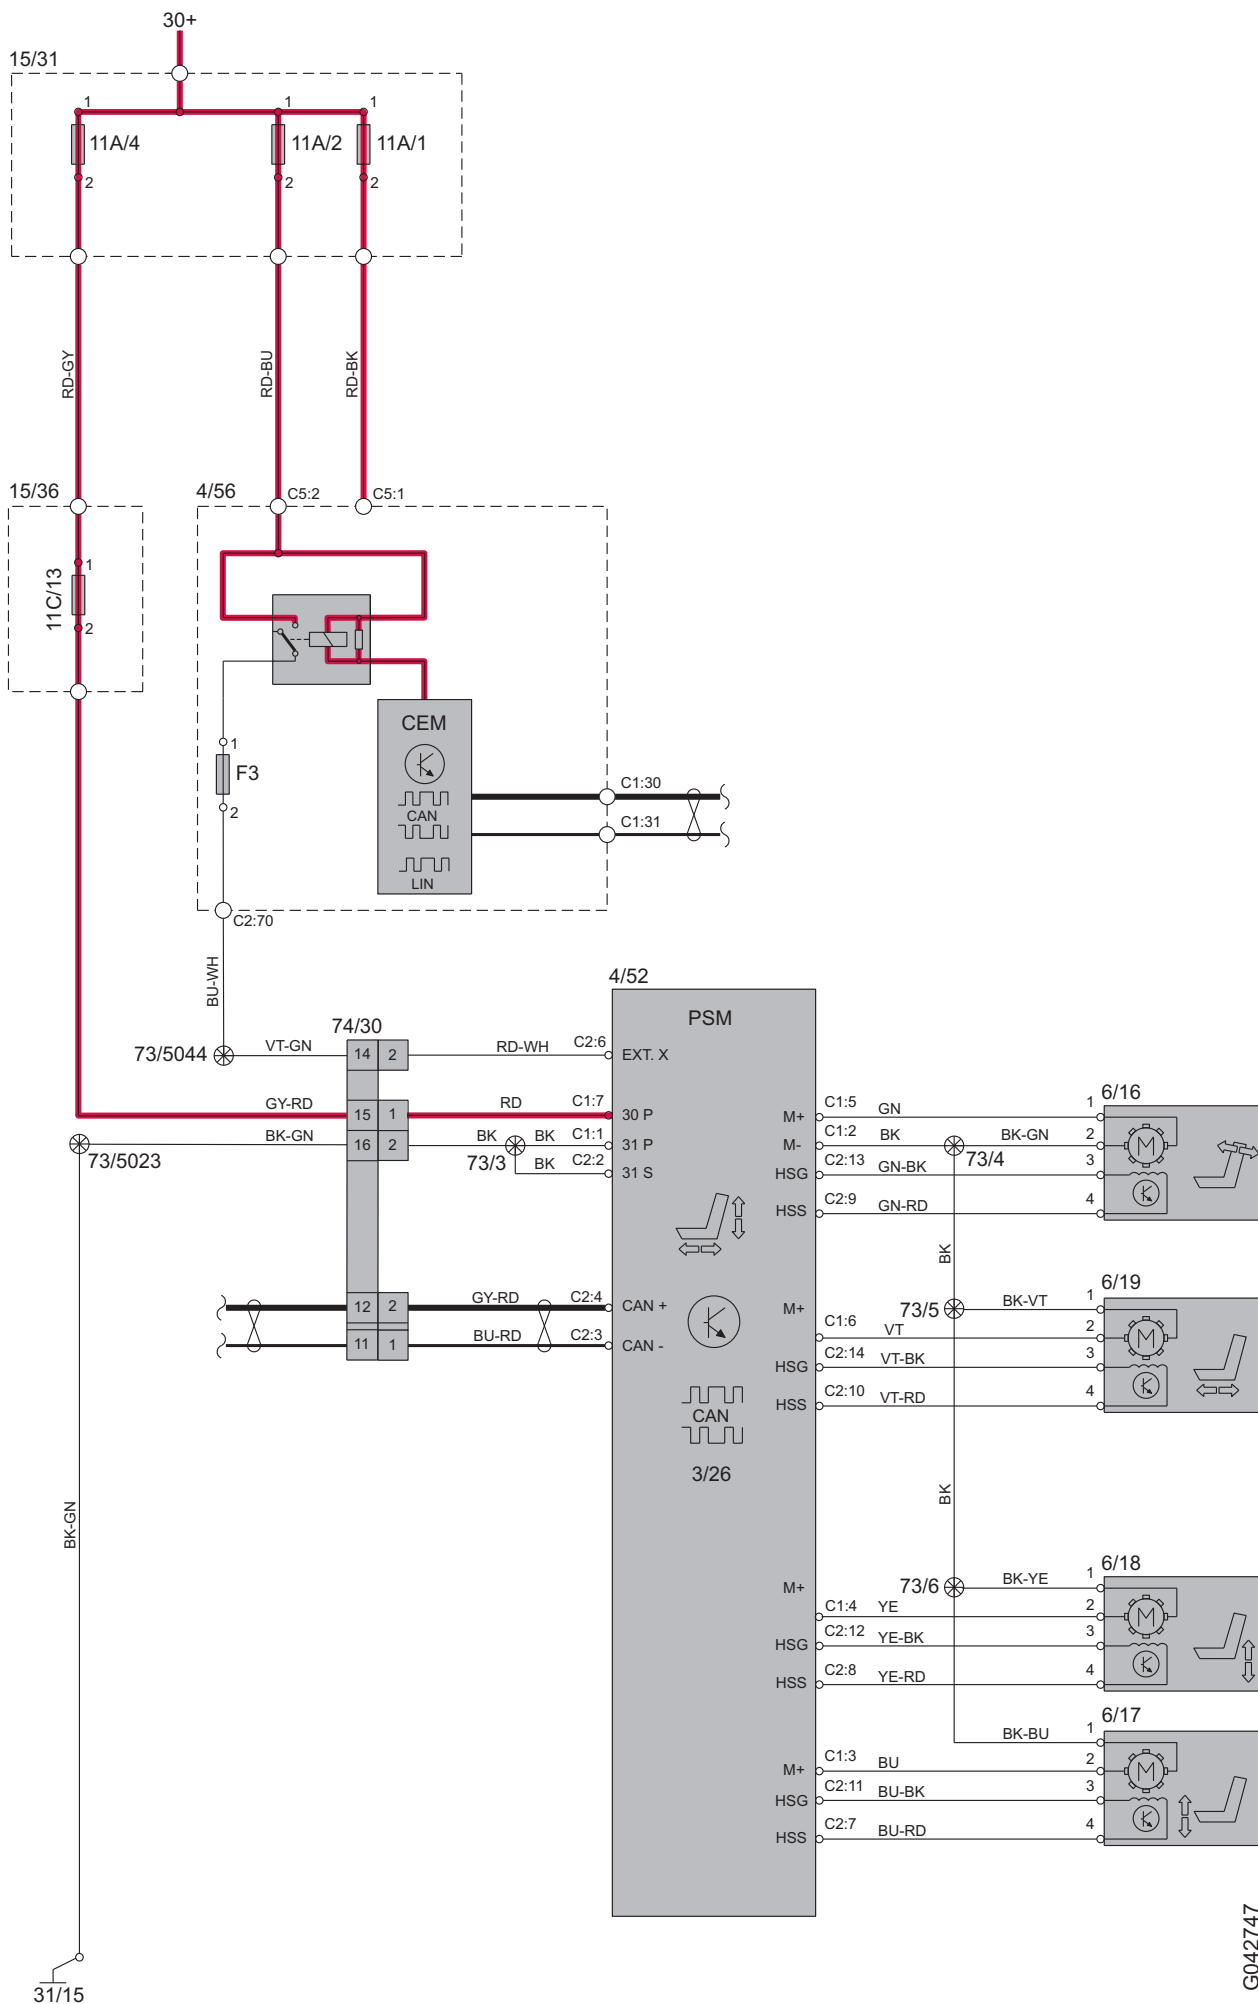 30+
15/31
1 1 1
11A/4 11A/2 11A/1
2 2 2
RD-GY RD-BU RD-BK
15/36 4/56 C5:2 C5:1
1
11C/13
2
CEM
1
F3
CAN
2
LIN
C1:30
C1:31
C2:70
BU-WH
4/52
PSM
74/30
73/5044 VT-GN 14 2 RD-WH C2:6 EXT. X
GY-RD 15 1 RD C1:7 30 P
BK-GN 16 2 BK BK C1:1 31 P
73/5023 73/3 BK C2:2 31 S
12 2 GY-RD C2:4 CAN +
11 1 BU-RD C2:3 CAN -
CAN
3/26
6/16
M+ C1:5 GN 1
M- C1:2 BK BK-GN 2 M
73/4
HSG C2:13 GN-BK 3
HSS C2:9 GN-RD 4
BK
6/19
M+ 73/5 BK-VT 1
C1:6 VT 2 M
HSG C2:14 VT-BK 3
HSS C2:10 VT-RD 4
BK
6/18
M+ 73/6 BK-YE 1
C1:4 YE 2 M
HSG C2:12 YE-BK 3
HSS C2:8 YE-RD 4
6/17
BK-BU 1
M+ C1:3 BU 2 M
HSG C2:11 BU-BK 3
HSS C2:7 BU-RD 4
BK-GN
31/15
G042747